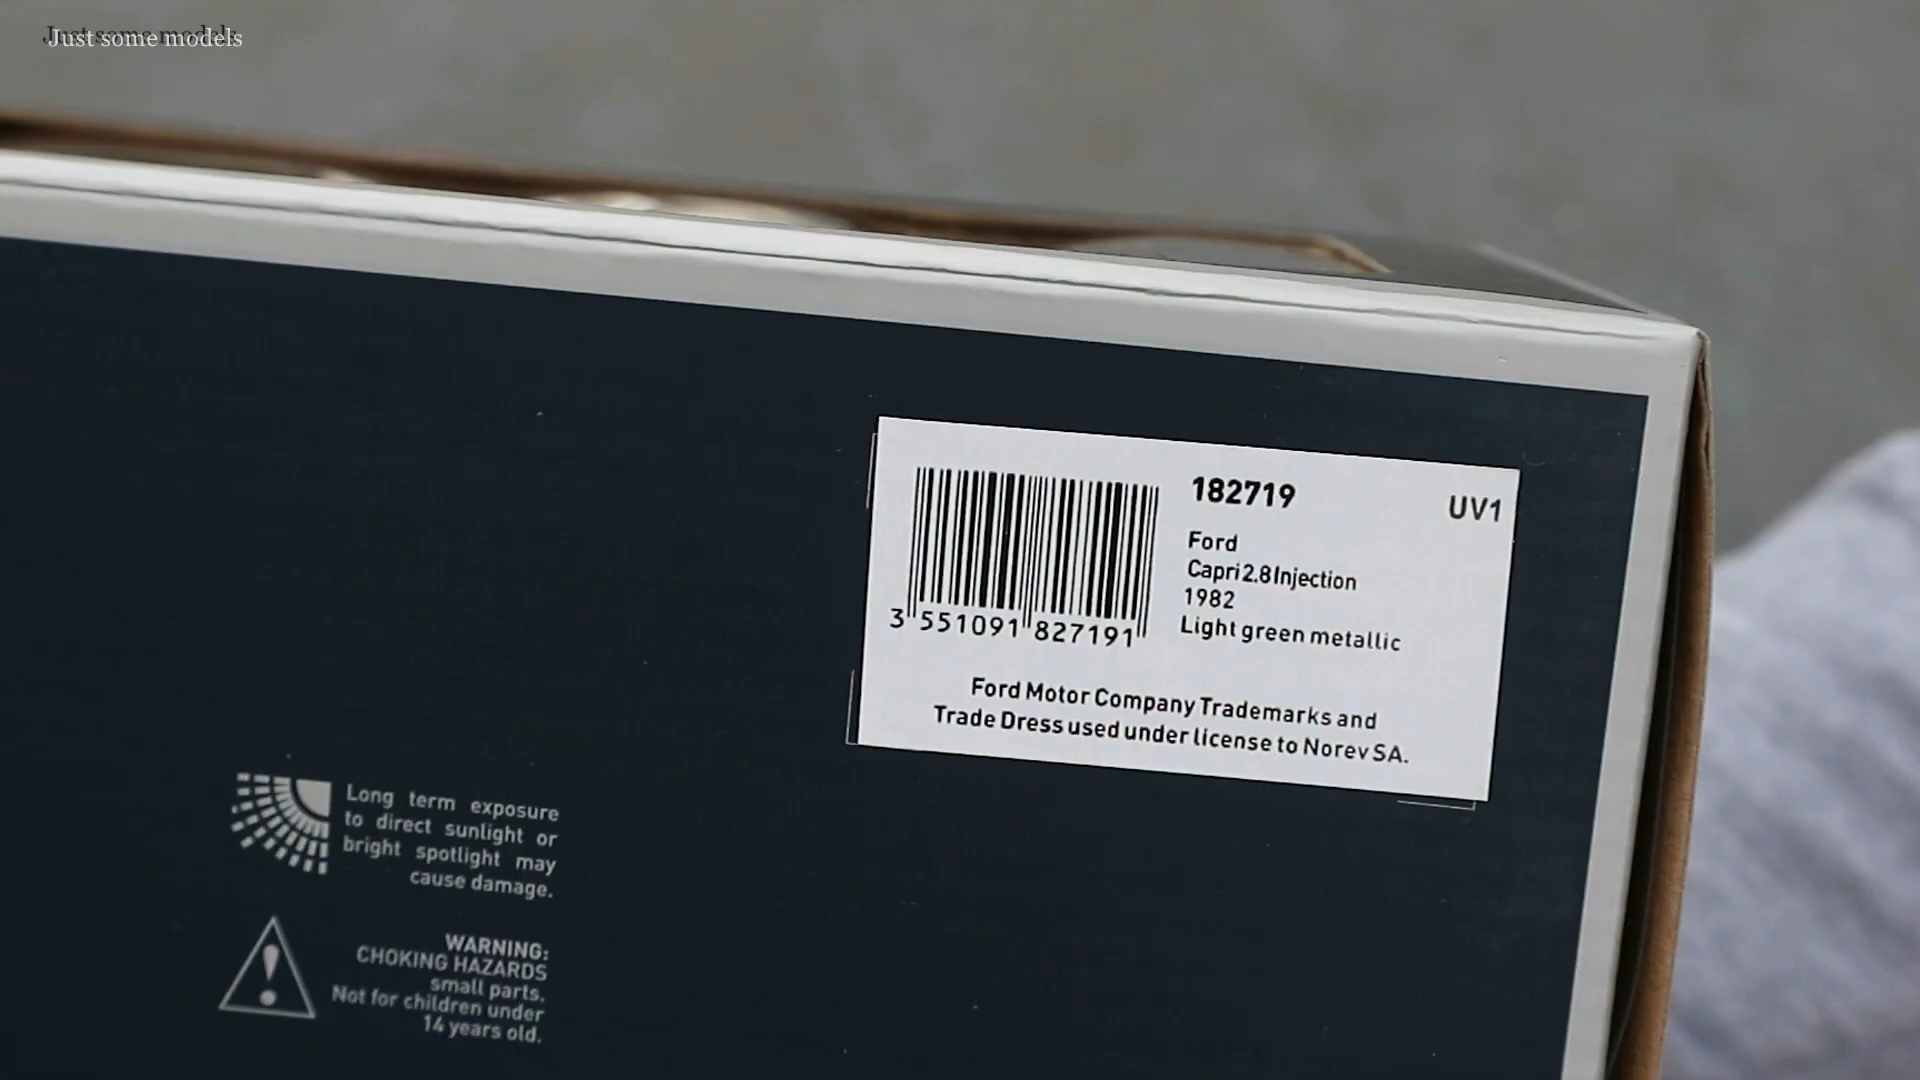 Just some models
182719 UV1
Ford
Capri 2.8 Injection
1982
Light green metallic
3 551091 827191
Ford Motor Company Trademarks and
Trade Dress used under license to Norev SA.
Long term exposure
to direct sunlight or
bright spotlight may
cause damage.
WARNING:
CHOKING HAZARDS
small parts.
Not for children under
14 years old.